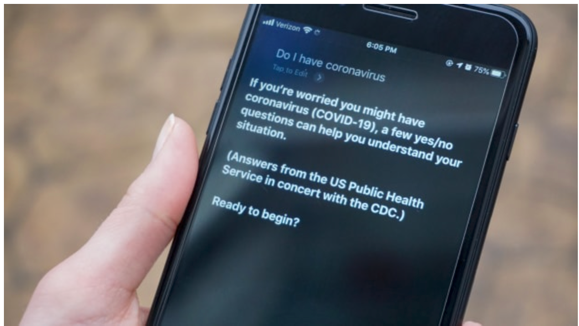 Verizon
6:05 PM
75%
Do I have coronavirus
Tap to Edit
If you're worried you might have
coronavirus (COVID-19), a few yes/no
questions can help you understand your
situation.
(Answers from the US Public Health
Service in concert with the CDC.)
Ready to begin?